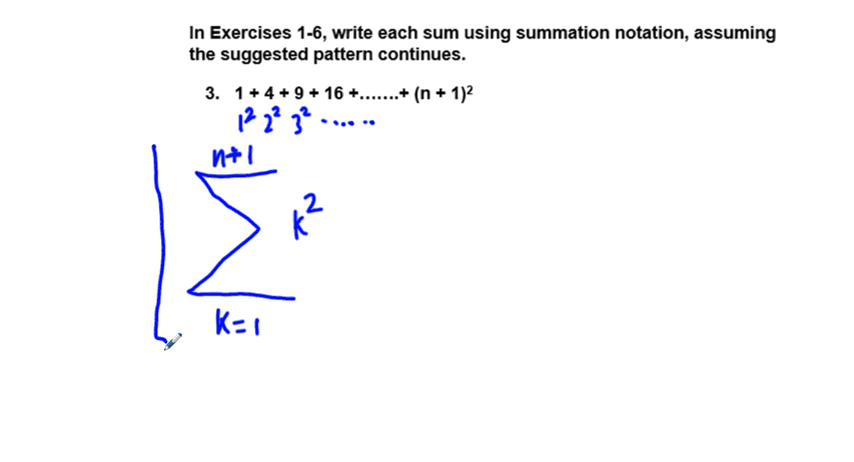 In Exercises 1-6, write each sum using summation notation, assuming
the suggested pattern continues.
3. 1 + 4 + 9 + 16 +.......+ (n + 1)²
1² 2² 3² ......
n+1
∑ k²
k=1